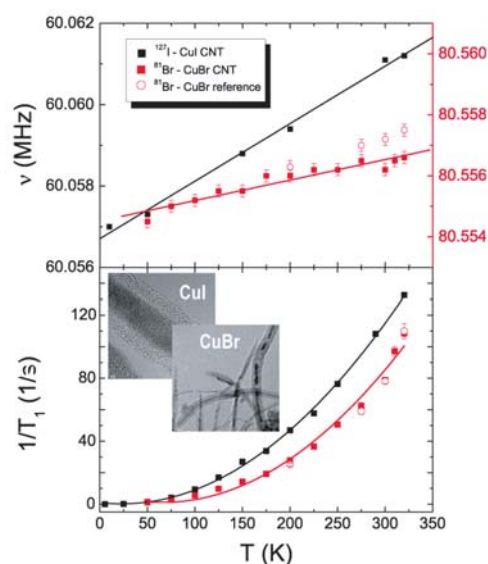 60.062
127I - CuI CNT
81Br - CuBr CNT
81Br - CuBr reference
80.560
60.060
80.558
ν (MHz)
ν (MHz)
80.556
60.058
80.554
60.056
CuI
CuBr
120
80
40
0
1/T1 (1/s)
0 50 100 150 200 250 300 350
T (K)